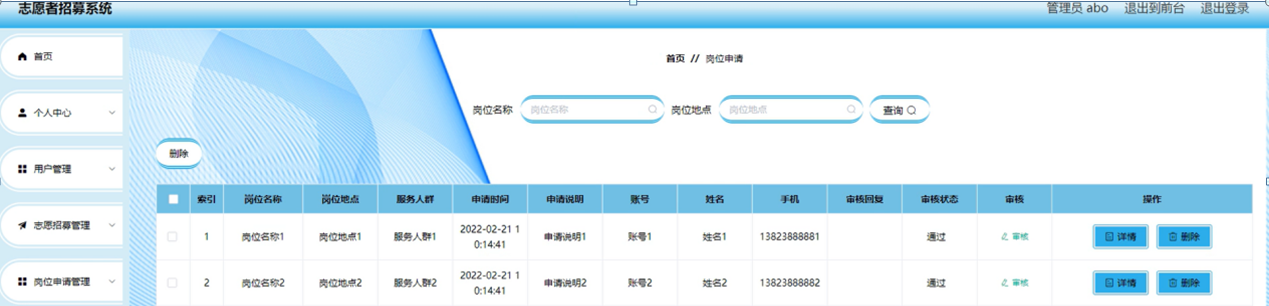 志愿者招募系统
管理员 abo 退出到前台 退出登录
首页
个人中心
用户管理
志愿招募管理
岗位申请管理
首页 // 岗位申请
岗位名称 岗位名称 岗位地点 岗位地点 查询
删除
索引 岗位名称 岗位地点 服务人群 申请时间 申请说明 账号 姓名 手机 审核回复 审核状态 审核 操作
1 岗位名称1 岗位地点1 服务人群1 2022-02-21 1 申请说明1 账号1 姓名1 13823888881 通过 审核 详情 删除
0:14:41
2 岗位名称2 岗位地点2 服务人群2 2022-02-21 1 申请说明2 账号2 姓名2 13823888882 通过 审核 详情 删除
0:14:41